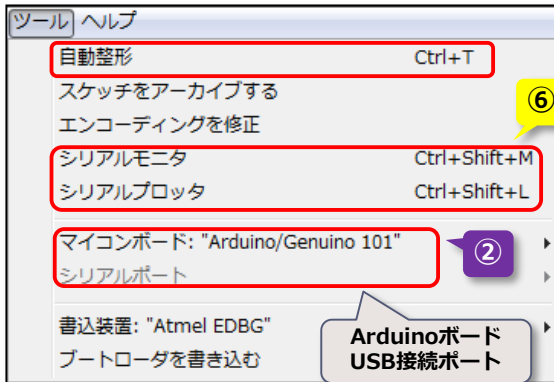 ツール ヘルプ
自動整形 Ctrl+T
スケッチをアーカイブする
エンコーディングを修正
⑥
シリアルモニタ Ctrl+Shift+M
シリアルプロッタ Ctrl+Shift+L
マイコンボード: "Arduino/Genuino 101"
②
シリアルポート
書込装置: "Atmel EDBG"
ブートローダを書き込む
Arduinoボード
USB接続ポート